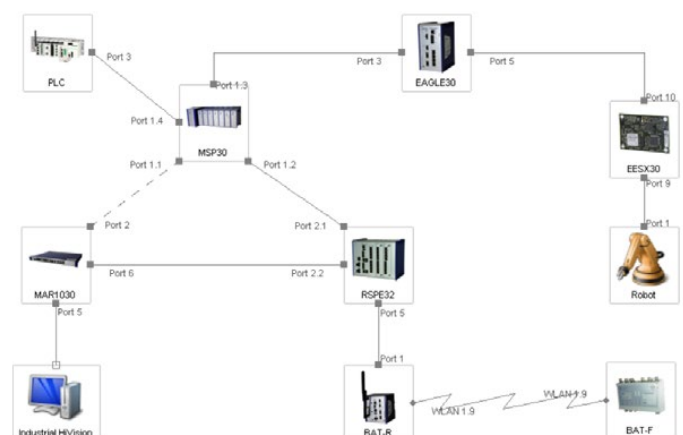 Port 3
Port 3
Port 5
PLC
EAGLE30
Port 1.3
Port 10
Port 1.4
MSP30
Port 1.1
Port 1.2
EESX30
Port 9
Port 2
Port 2.1
Port 1
Port 6
Port 2.2
MAR1030
RSPE32
Robot
Port 5
Port 5
Port 1
WLAN 1.9
WLAN 1.9
Industrial HiVision
BAT-R
BAT-F